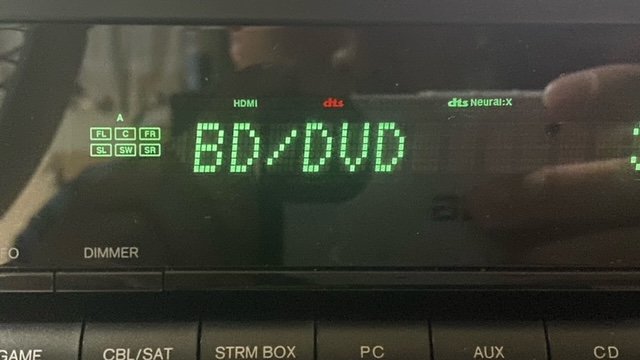 HDMI dts dts Neural:X
A
FL C FR
SL SW SR
BD/DVD
FO DIMMER
GAME CBL/SAT STRM BOX PC AUX CD